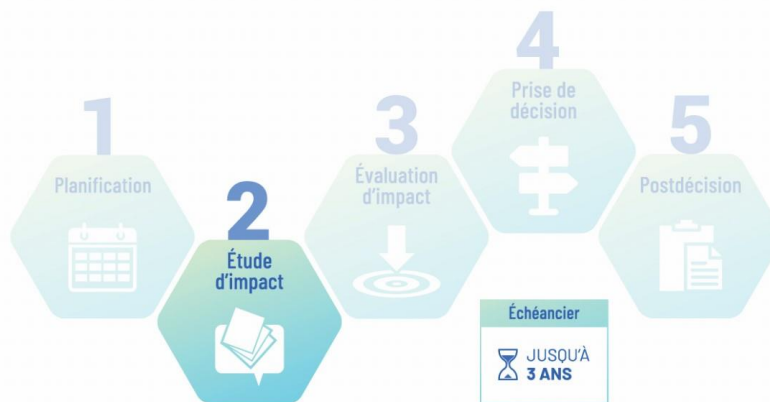 1
Planification
2
Étude
d'impact
3
Évaluation
d'impact
4
Prise de
décision
5
Postdécision
Échéancier
JUSQU'À
3 ANS